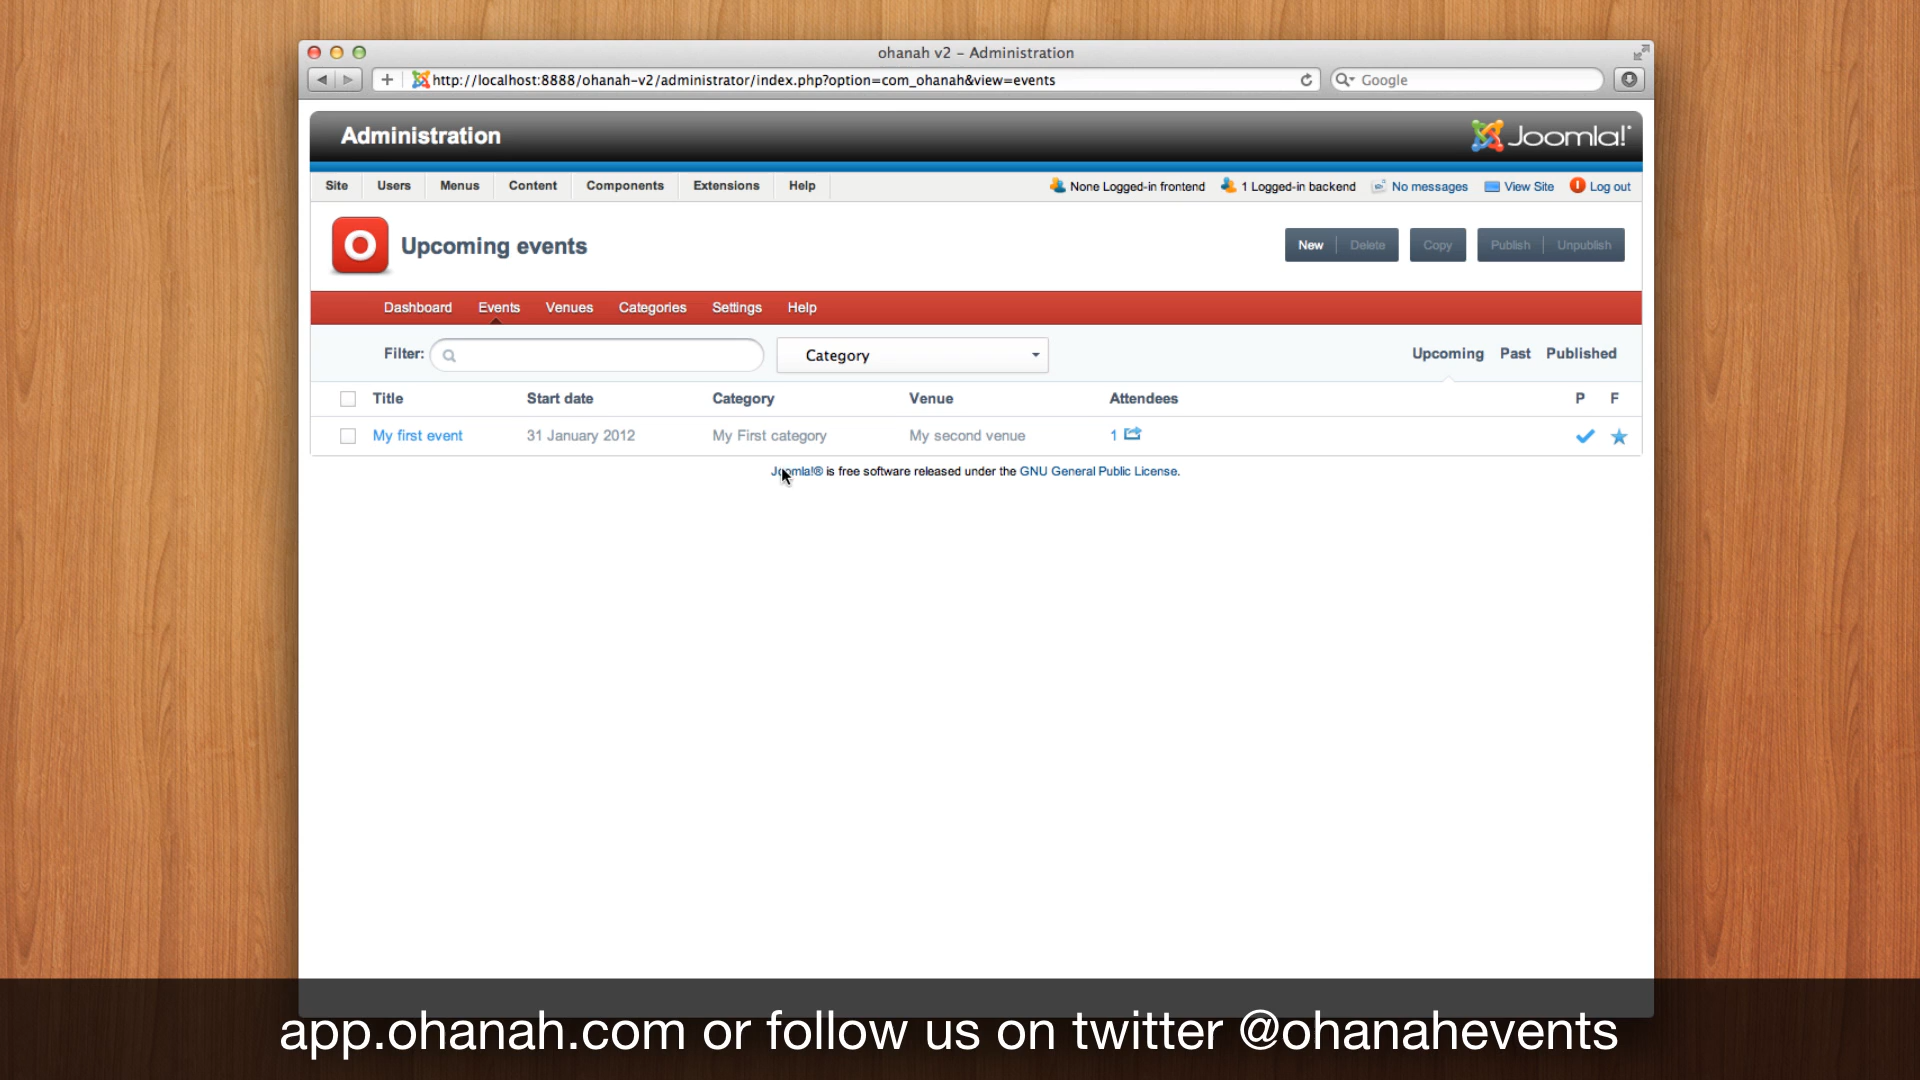 ohanah v2 – Administration
http://localhost:8888/ohanah-v2/administrator/index.php?option=com_ohanah&view=events
Google
Administration
Joomla!®
Site Users Menus Content Components Extensions Help None Logged-in frontend 1 Logged-in backend No messages View Site Log out
Upcoming events
New Delete Copy Publish Unpublish
Dashboard Events Venues Categories Settings Help
Filter: Category Upcoming Past Published
Title Start date Category Venue Attendees P F
My first event 31 January 2012 My First category My second venue 1
Joomla!® is free software released under the GNU General Public License.
app.ohanah.com or follow us on twitter @ohanahevents